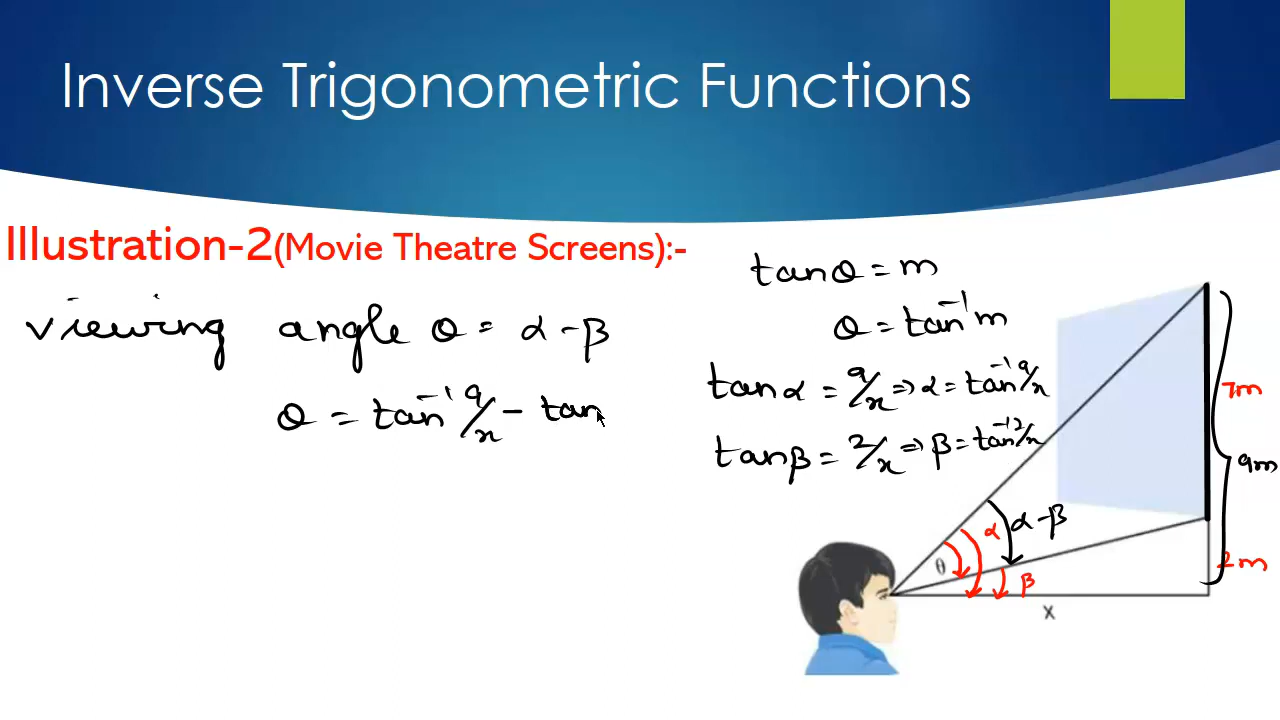 Inverse Trigonometric Functions
Illustration-2(Movie Theatre Screens):-
viewing angle θ = α - β
θ = tan⁻¹ 9/x - tan
tanθ = m
θ = tan⁻¹ m
tanα = 9/x ⇒ α = tan⁻¹ 9/x
tanβ = 2/x ⇒ β = tan⁻¹ 2/x
7m
9m
α - β
α
θ
2m
β
x